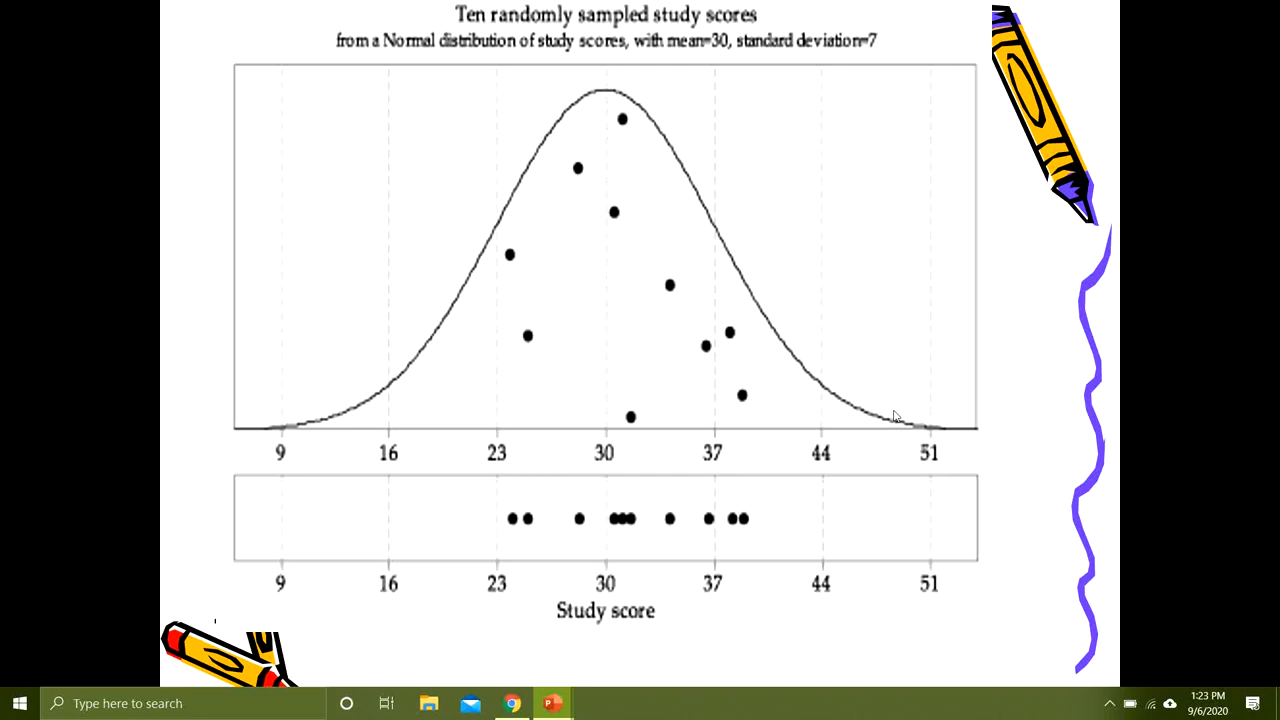 Ten randomly sampled study scores
from a Normal distribution of study scores, with mean=30, standard deviation=7
9 16 23 30 37 44 51
9 16 23 30 37 44 51
Study score
Type here to search
1:23 PM
9/6/2020